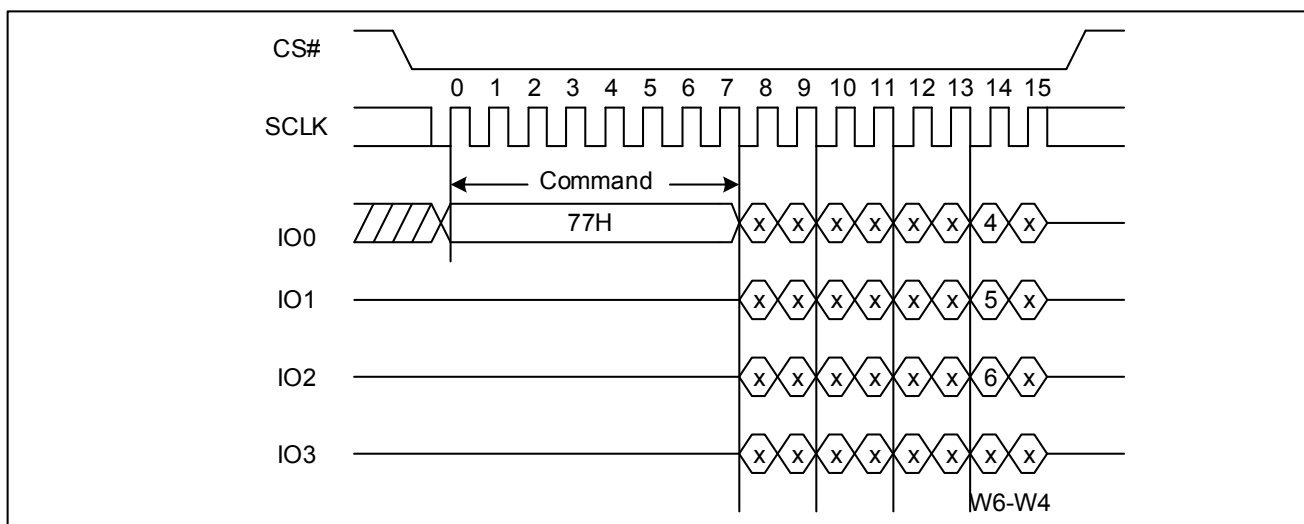 CS#
0 1 2 3 4 5 6 7 8 9 10 11 12 13 14 15
SCLK
Command
IO0 77H x x x x x x 4 x
IO1 x x x x x x 5 x
IO2 x x x x x x 6 x
IO3 x x x x x x x x
W6-W4